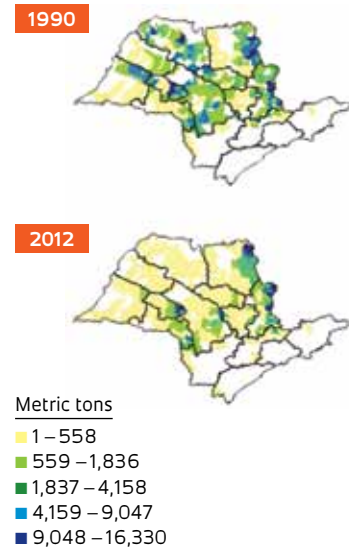 1990
2012
Metric tons
1 – 558
559 – 1,836
1,837 – 4,158
4,159 – 9,047
9,048 – 16,330